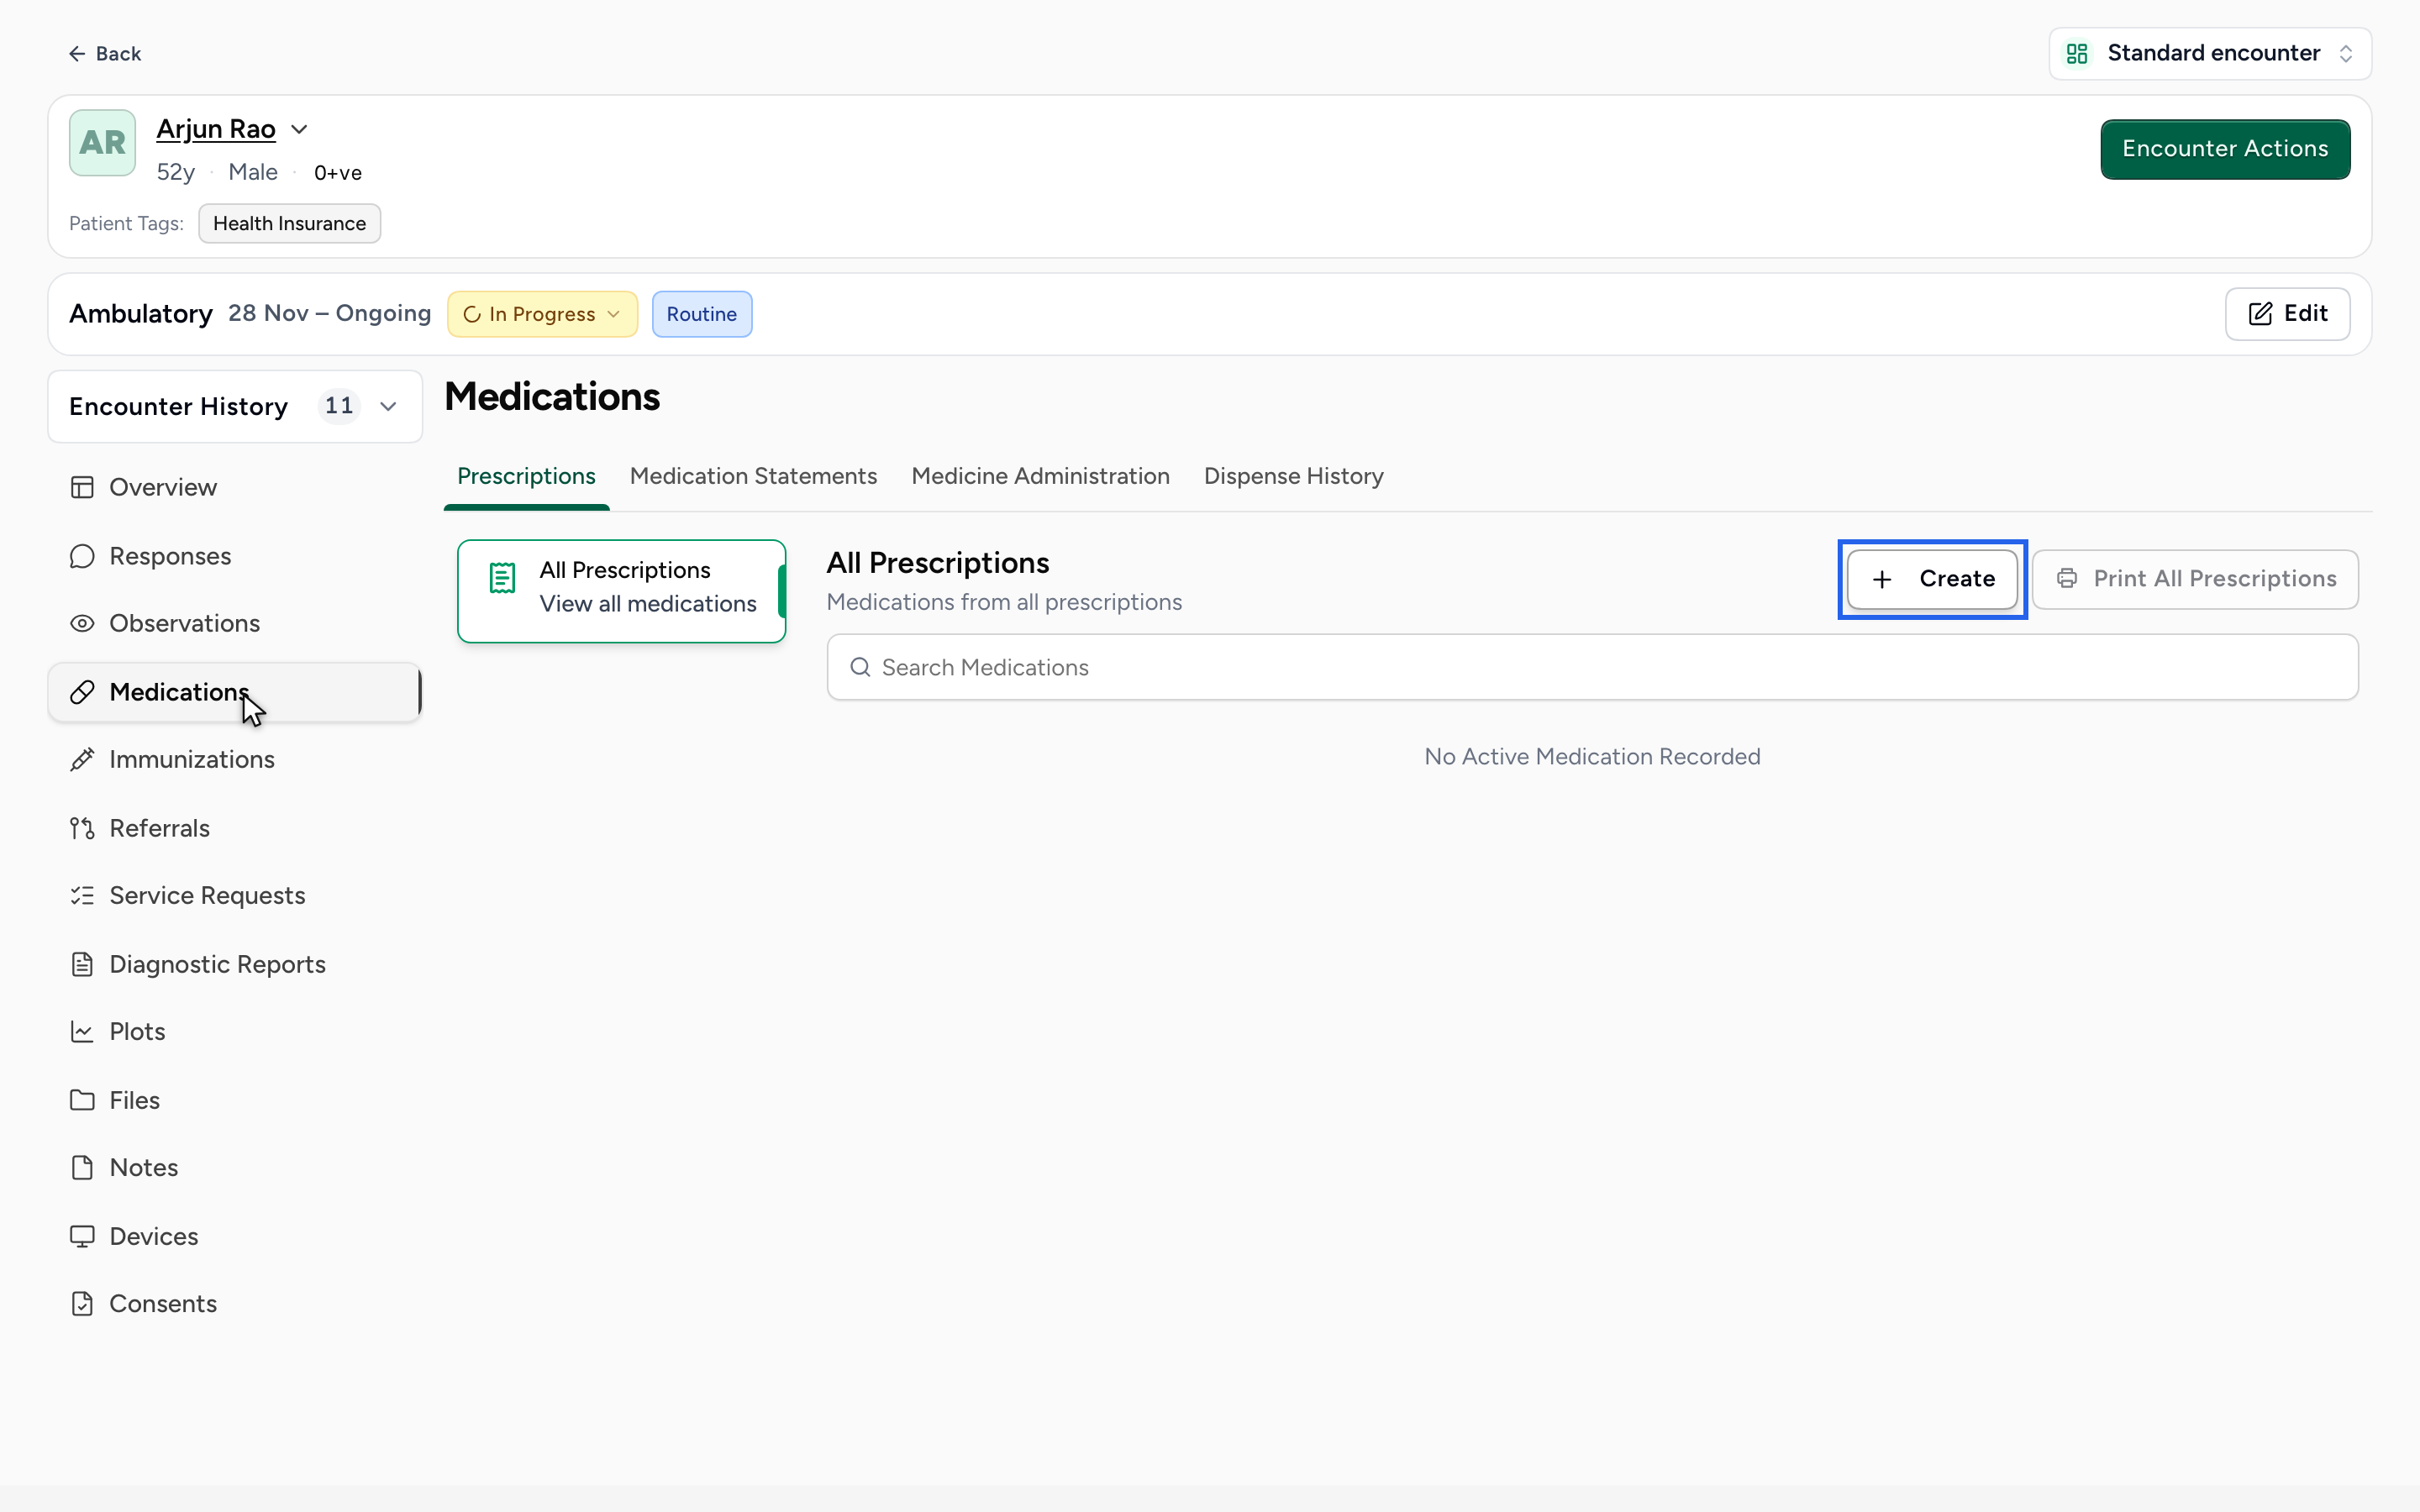 Back
Standard encounter
AR
Arjun Rao
52y · Male · 0+ve
Encounter Actions
Patient Tags: Health Insurance
Ambulatory 28 Nov – Ongoing In Progress Routine
Edit
Encounter History 11
Overview
Responses
Observations
Medications
Immunizations
Referrals
Service Requests
Diagnostic Reports
Plots
Files
Notes
Devices
Consents
Medications
Prescriptions Medication Statements Medicine Administration Dispense History
All Prescriptions
View all medications
All Prescriptions
Medications from all prescriptions
Create
Print All Prescriptions
Search Medications
No Active Medication Recorded